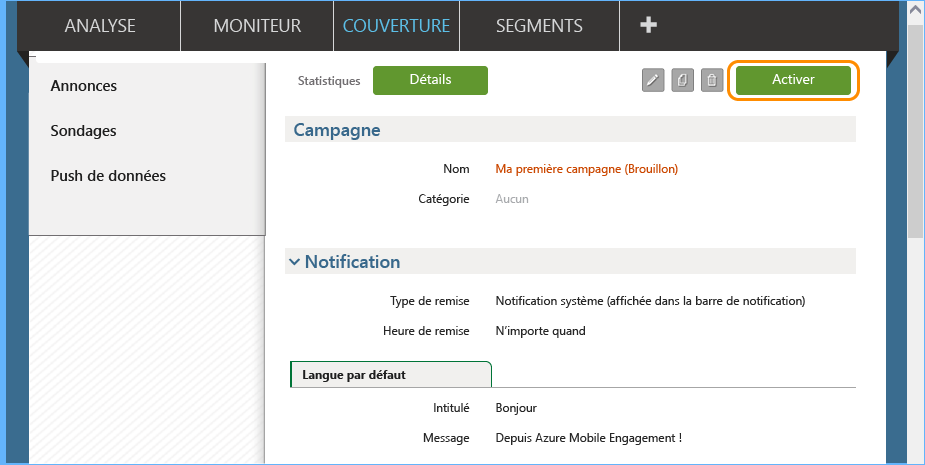 ANALYSE MONITEUR COUVERTURE SEGMENTS
Annonces
Sondages
Push de données
Statistiques Détails Activer
Campagne
Nom Ma première campagne (Brouillon)
Catégorie Aucun
Notification
Type de remise Notification système (affichée dans la barre de notification)
Heure de remise N'importe quand
Langue par défaut
Intitulé Bonjour
Message Depuis Azure Mobile Engagement !